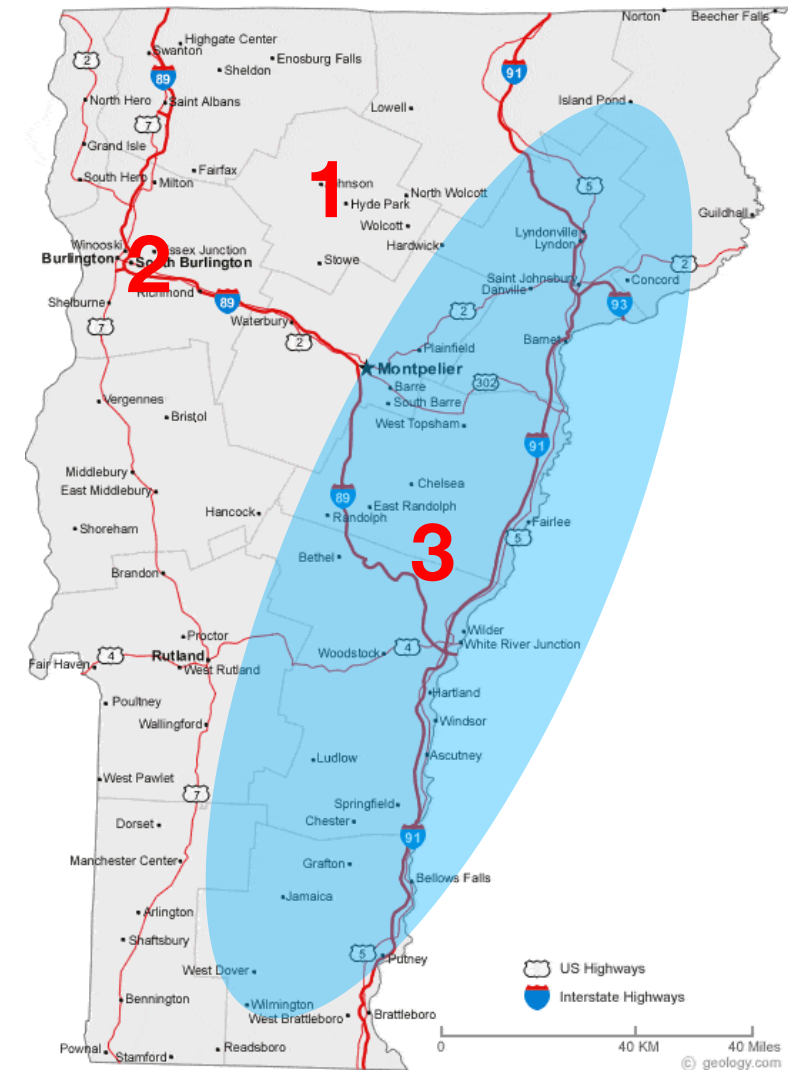 Norton
Beecher Falls
Highgate Center
Swanton
Enosburg Falls
2
Sheldon
89
91
North Hero
Saint Albans
Island Pond
Lowell
7
Grand Isle
Fairfax
South Hero
Milton
Johnson
5
1
North Wolcott
Hyde Park
Guildhall
Wolcott
Lyndonville
Winooski
Essex Junction
Hardwick
Lyndon
2
Burlington
South Burlington
Stowe
2
Saint Johnsbury
Concord
Richmond
Danville
Shelburne
89
93
2
7
Waterbury
2
Barnet
Plainfield
Montpelier
Barre
302
Vergennes
South Barre
Bristol
West Topsham
91
Middlebury
Chelsea
East Middlebury
89
East Randolph
Hancock
Randolph
Shoreham
Fairlee
5
3
Bethel
Brandon
Wilder
Proctor
White River Junction
4
Rutland
Woodstock
4
Fair Haven
West Rutland
Hartland
Poultney
Wallingford
Windsor
Ascutney
Ludlow
West Pawlet
7
Springfield
Dorset
Chester
91
Manchester Center
Grafton
Bellows Falls
Jamaica
Arlington
Shaftsbury
5
Putney
West Dover
US Highways
Bennington
Wilmington
Interstate Highways
West Brattleboro
Brattleboro
Pownal
Stamford
Readsboro
0
40 KM
40 Miles
© geology.com